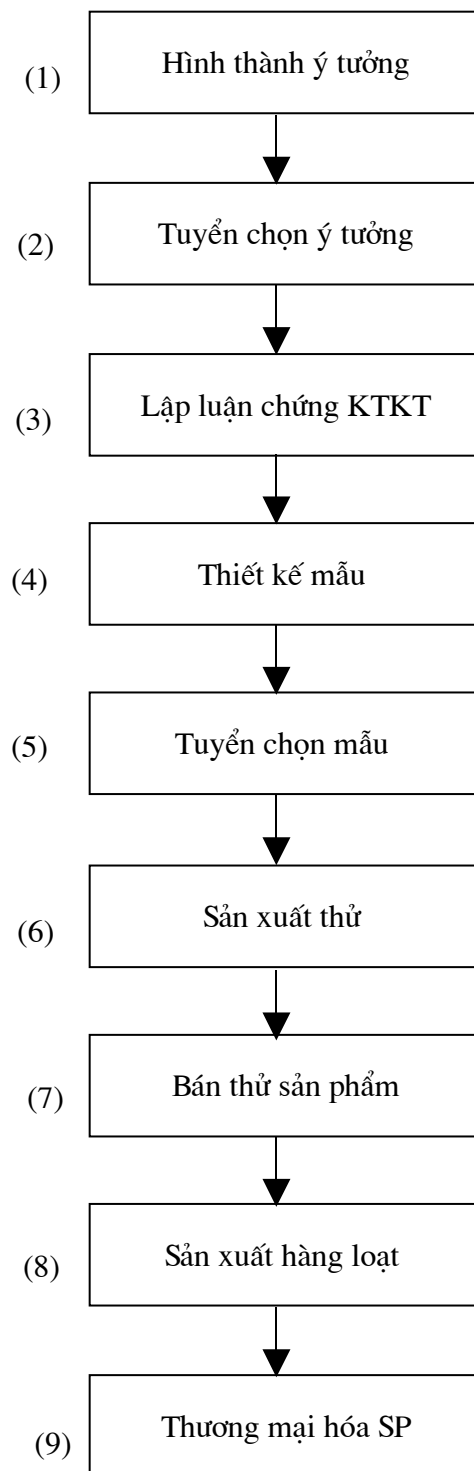 (1) Hình thành ý tưởng
(2) Tuyển chọn ý tưởng
(3) Lập luận chứng KTKT
(4) Thiết kế mẫu
(5) Tuyển chọn mẫu
(6) Sản xuất thử
(7) Bán thử sản phẩm
(8) Sản xuất hàng loạt
(9) Thương mại hóa SP